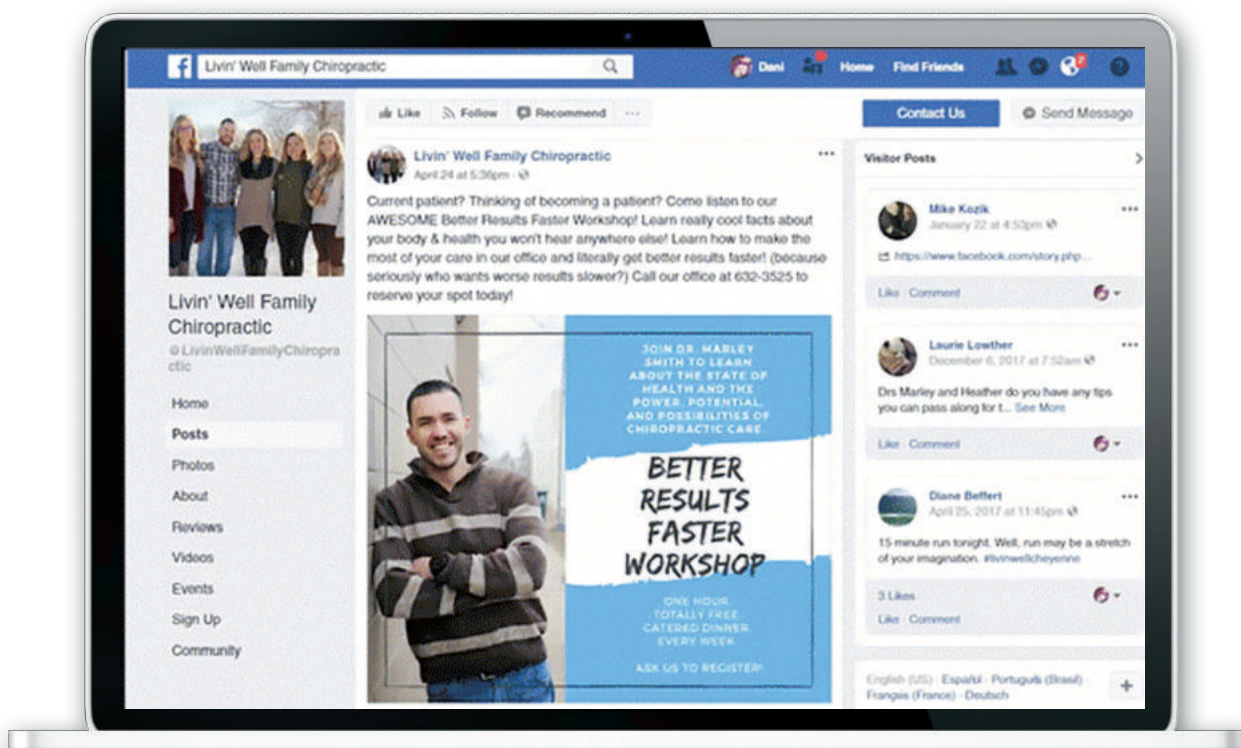 Livin' Well Family Chiropractic
Dani
Home
Find Friends
2
Livin' Well Family
Chiropractic
@LivinWellFamilyChiropra
ctic
Home
Posts
Photos
About
Reviews
Videos
Events
Sign Up
Community
Like
Follow
Recommend
...
Contact Us
Send Message
Livin' Well Family Chiropractic
April 24 at 5:36pm ·
Current patient? Thinking of becoming a patient? Come listen to our
AWESOME Better Results Faster Workshop! Learn really cool facts about
your body & health you won't hear anywhere else! Learn how to make the
most of your care in our office and literally get better results faster! (because
seriously who wants worse results slower?) Call our office at 632-3525 to
reserve your spot today!
JOIN DR. MARLEY
SMITH TO LEARN
ABOUT THE STATE OF
HEALTH AND THE
POWER, POTENTIAL,
AND POSSIBILITIES OF
CHIROPRACTIC CARE
BETTER
RESULTS
FASTER
WORKSHOP
ONE HOUR.
TOTALLY FREE.
CATERED DINNER.
EVERY WEEK.
ASK US TO REGISTER!
Visitor Posts
Mike Kozik
January 22 at 4:53pm
https://www.facebook.com/story.php...
Like · Comment
Laurie Lowther
December 6, 2017 at 7:52am
Drs Marley and Heather do you have any tips
you can pass along for t... See More
Like · Comment
Diane Belfert
April 25, 2017 at 11:45pm
15 minute run tonight. Well, run may be a stretch
of your imagination. #livinwellcheyenne
3 Likes
Like · Comment
English (US) · Español · Português (Brasil) ·
Français (France) · Deutsch